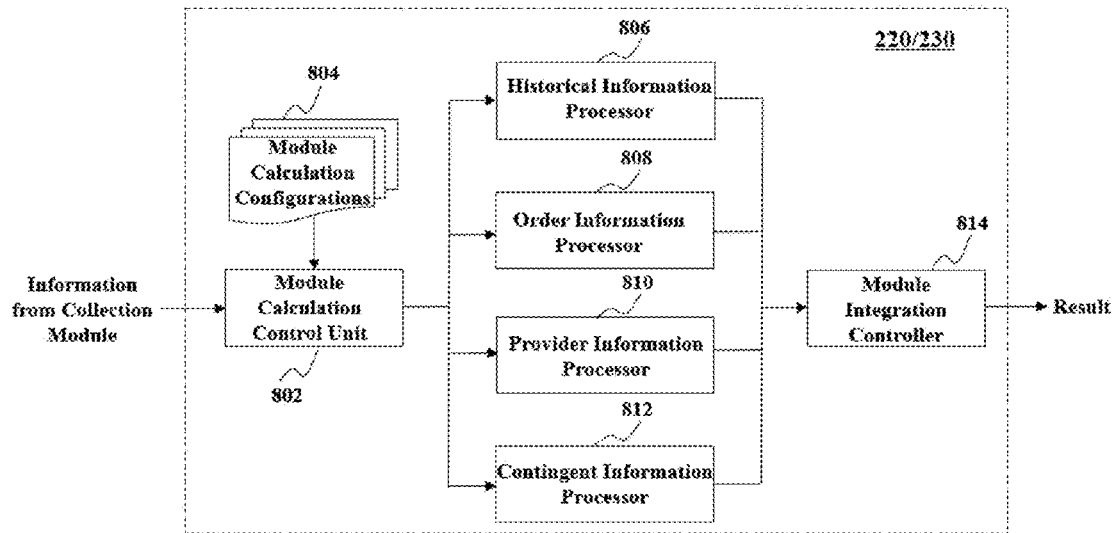 220/230
804
Module
Calculation
Configurations
Information
from Collection
Module
Module
Calculation
Control Unit
802
806
Historical Information
Processor
808
Order Information
Processor
810
Provider Information
Processor
812
Contingent Information
Processor
814
Module
Integration
Controller
Result